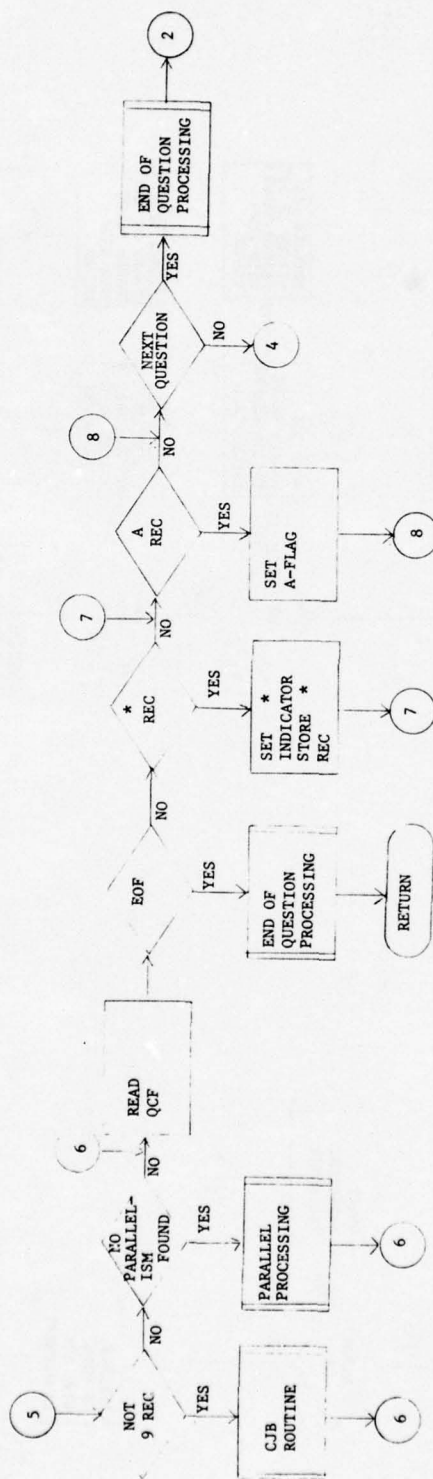 5
NOT
9 REC
NO
YES
CJB
ROUTINE
6
NO
PARALLEL-
ISM
FOUND
NO
YES
PARALLEL
PROCESSING
6
6
READ
QCF
EOF
NO
YES
END OF
QUESTION
PROCESSING
RETURN
*
REC
NO
YES
SET *
INDICATOR
STORE *
REC
7
7
A
REC
NO
YES
SET
A-FLAG
8
8
NEXT
QUESTION
YES
NO
4
END OF
QUESTION
PROCESSING
2